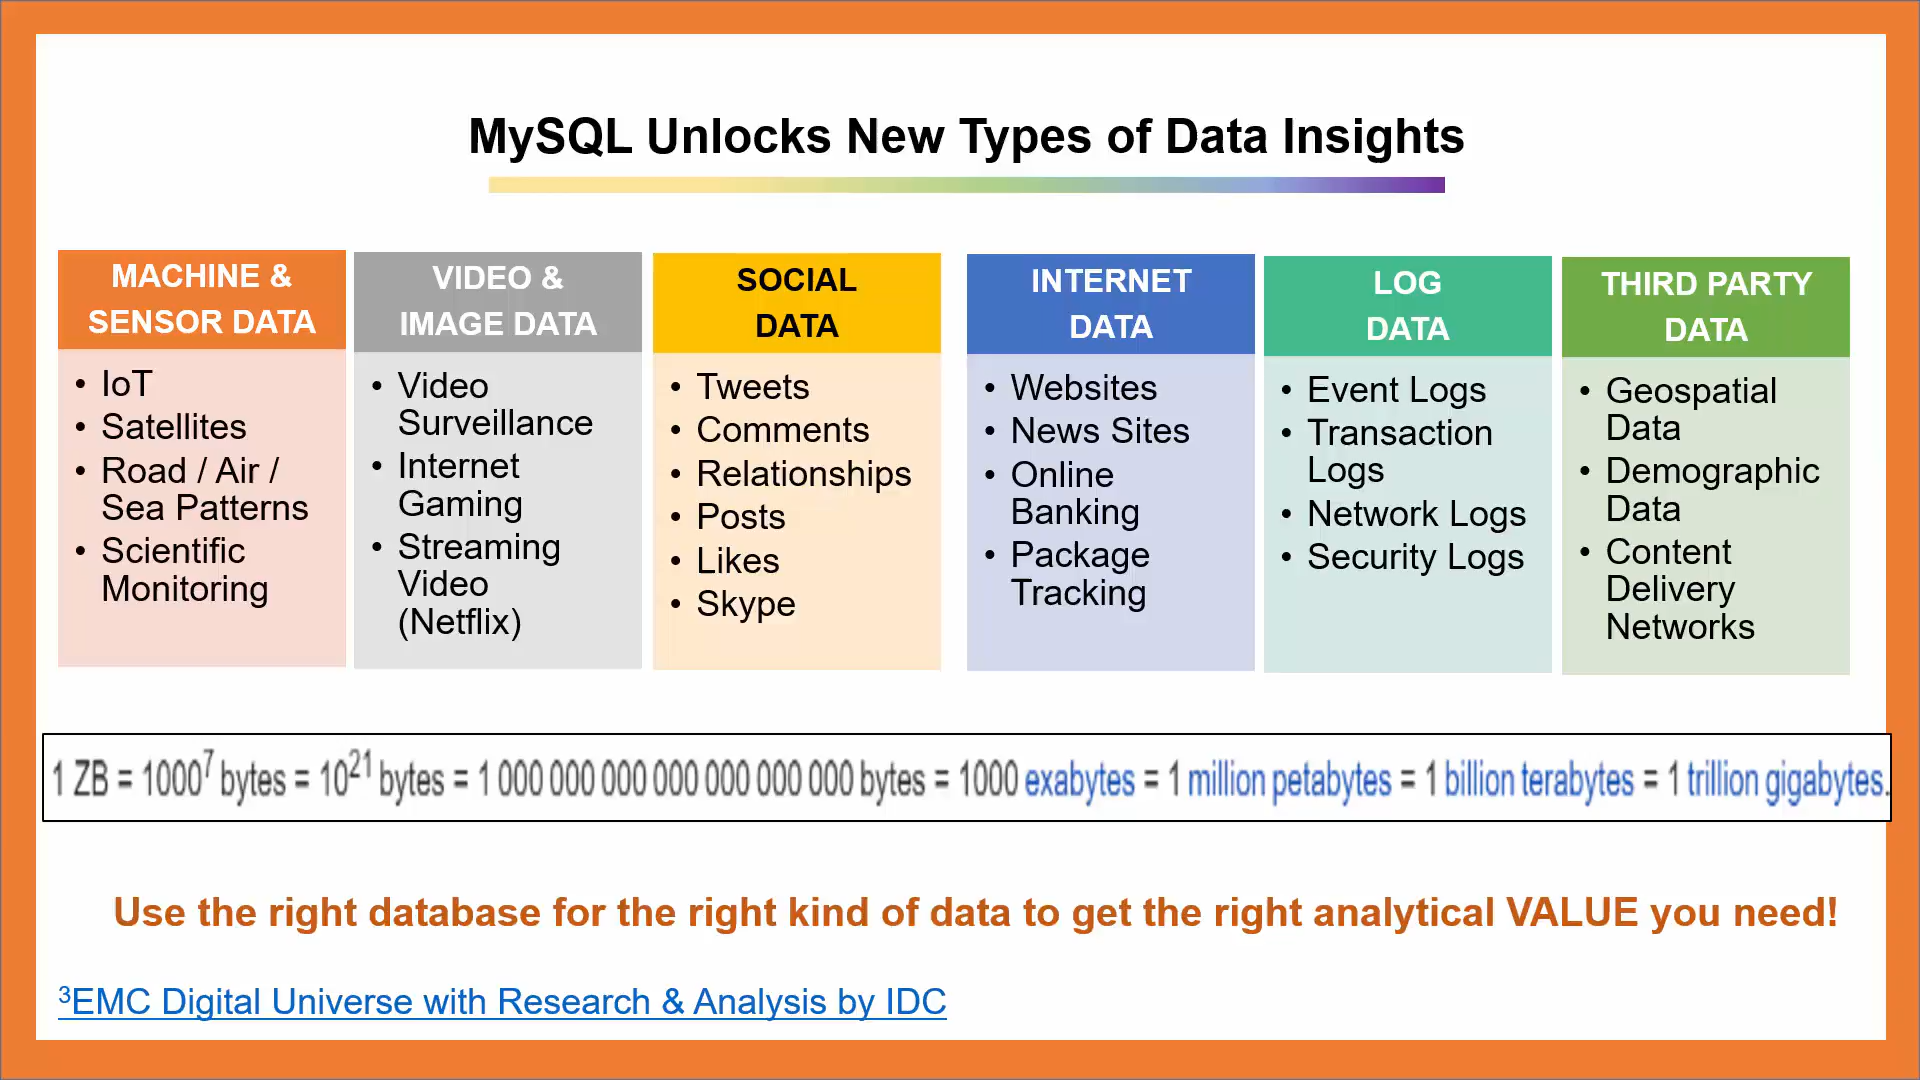 MySQL Unlocks New Types of Data Insights
MACHINE &
SENSOR DATA
• IoT
• Satellites
• Road / Air /
Sea Patterns
• Scientific
Monitoring
VIDEO &
IMAGE DATA
• Video
Surveillance
• Internet
Gaming
• Streaming
Video
(Netflix)
SOCIAL
DATA
• Tweets
• Comments
• Relationships
• Posts
• Likes
• Skype
INTERNET
DATA
• Websites
• News Sites
• Online
Banking
• Package
Tracking
LOG
DATA
• Event Logs
• Transaction
Logs
• Network Logs
• Security Logs
THIRD PARTY
DATA
• Geospatial
Data
• Demographic
Data
• Content
Delivery
Networks
1 ZB = 1000⁷ bytes = 10²¹ bytes = 1 000 000 000 000 000 000 000 bytes = 1000 exabytes = 1 million petabytes = 1 billion terabytes = 1 trillion gigabytes.
Use the right database for the right kind of data to get the right analytical VALUE you need!
³EMC Digital Universe with Research & Analysis by IDC